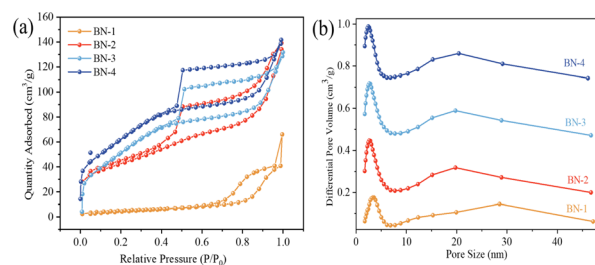 (a)
BN-1
BN-2
BN-3
BN-4
Quantity Adsorbed (cm³/g)
160
140
120
100
80
60
40
20
0
0.0 0.2 0.4 0.6 0.8 1.0
Relative Pressure (P/P₀)
(b)
Differential Pore Volume (cm³/g)
1.0
0.8
0.6
0.4
0.2
BN-4
BN-3
BN-2
BN-1
0 10 20 30 40
Pore Size (nm)